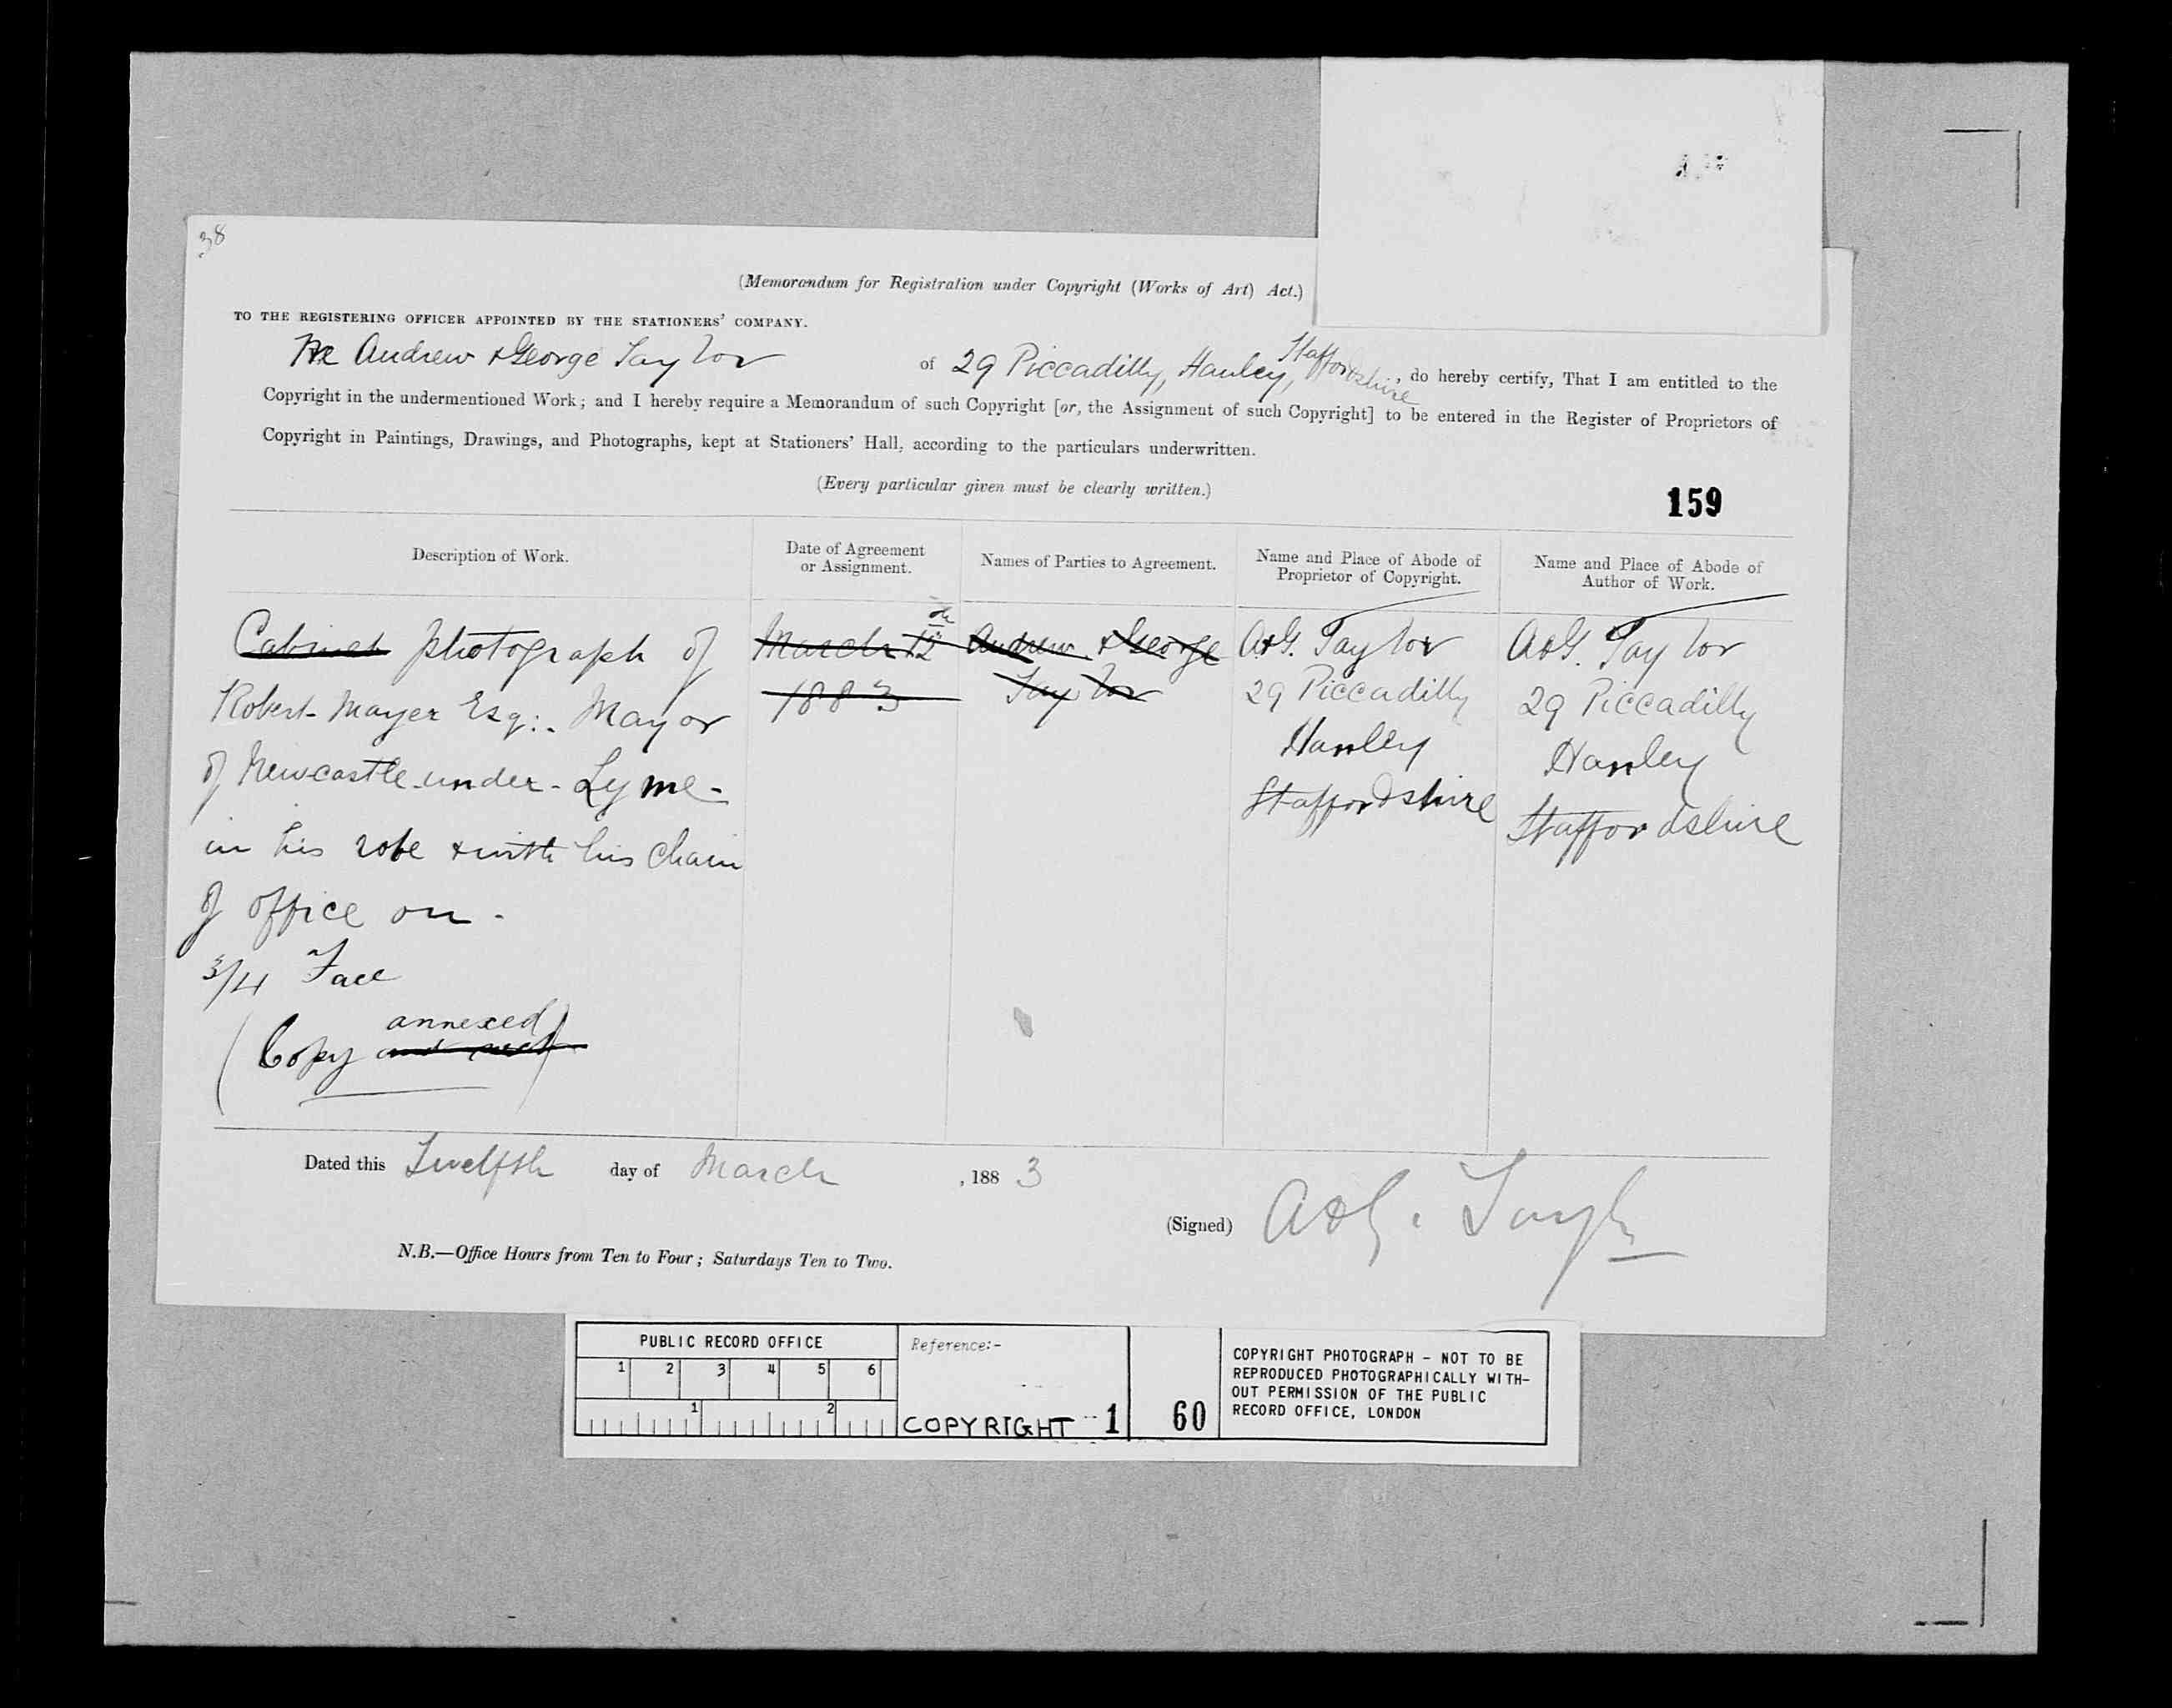 38
(Memorandum for Registration under Copyright (Works of Art) Act.)
TO THE REGISTERING OFFICER APPOINTED BY THE STATIONERS' COMPANY.
We Andrew & George Taylor of 29 Piccadilly, Hanley, Staffordshire, do hereby certify, That I am entitled to the
Copyright in the undermentioned Work; and I hereby require a Memorandum of such Copyright [or, the Assignment of such Copyright] to be entered in the Register of Proprietors of
Copyright in Paintings, Drawings, and Photographs, kept at Stationers' Hall, according to the particulars underwritten.
(Every particular given must be clearly written.)
159
Description of Work.
Cabinet photograph of
Robert Mayer Esq:. Mayor
of Newcastle-under-Lyme-
in his robe & with his chain
of office on -
3/4 Face
annexed)
(Copy
Date of Agreement
or Assignment.
March 12th
1883
Names of Parties to Agreement.
Andrew & George
Taylor
Name and Place of Abode of
Proprietor of Copyright.
A&G. Taylor
29 Piccadilly
Hanley
Staffordshire
Name and Place of Abode of
Author of Work.
A&G. Taylor
29 Piccadilly
Hanley
Staffordshire
Dated this Twelfth day of March , 188 3
(Signed) A&G. Taylor
N.B.—Office Hours from Ten to Four; Saturdays Ten to Two.
PUBLIC RECORD OFFICE
1 2 3 4 5 6
1 2
Reference:-
COPYRIGHT 1 60
COPYRIGHT PHOTOGRAPH - NOT TO BE
REPRODUCED PHOTOGRAPHICALLY WITH-
OUT PERMISSION OF THE PUBLIC
RECORD OFFICE, LONDON